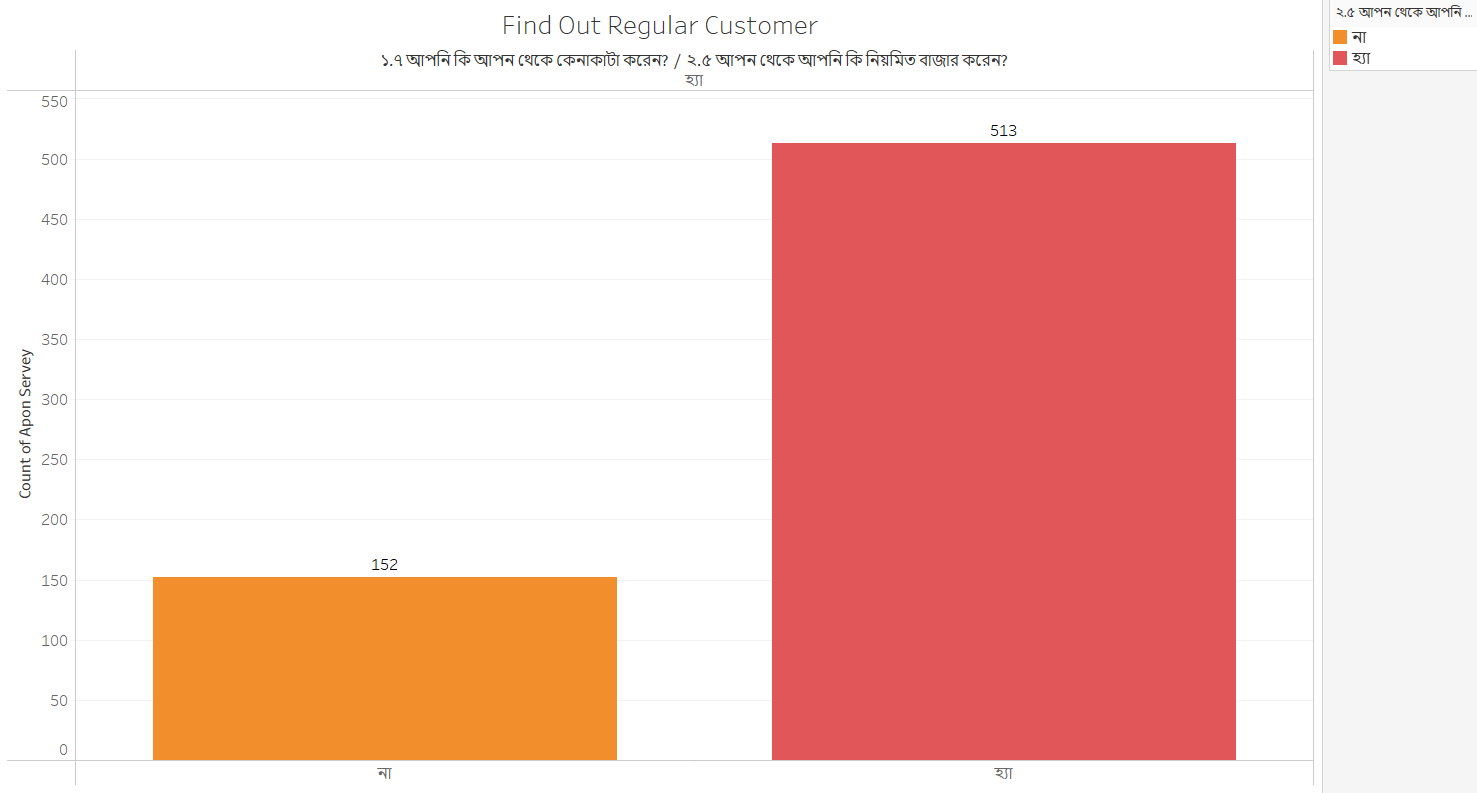 Find Out Regular Customer
১.৭ আপনি কি আপন থেকে কেনাকাটা করেন? / ২.৫ আপন থেকে আপনি কি নিয়মিত বাজার করেন?
হ্যা
550
500
450
400
350
300
250
200
150
100
50
0
Count of Apon Servey
152
513
না
হ্যা
২.৫ আপন থেকে আপনি ...
না
হ্যা